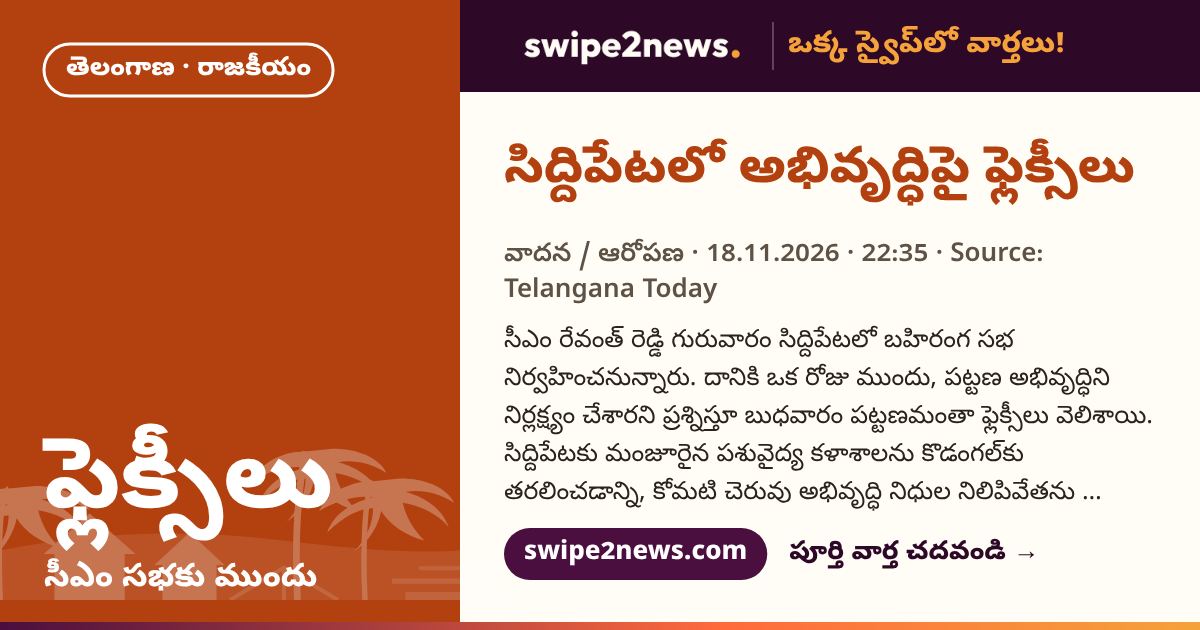 తెలంగాణ · రాజకీయం
ఫ్లెక్సీలు
సీఎం సభకు ముందు
swipe2news.
ఒక్క స్వైప్‌లో వార్తలు!
సిద్దిపేటలో అభివృద్ధిపై ఫ్లెక్సీలు
వాదన / ఆరోపణ · 18.11.2026 · 22:35 · Source:
Telangana Today
సీఎం రేవంత్ రెడ్డి గురువారం సిద్దిపేటలో బహిరంగ సభ
నిర్వహించనున్నారు. దానికి ఒక రోజు ముందు, పట్టణ అభివృద్ధిని
నిర్లక్ష్యం చేశారని ప్రశ్నిస్తూ బుధవారం పట్టణమంతా ఫ్లెక్సీలు వెలిశాయి.
సిద్దిపేటకు మంజూరైన పశువైద్య కళాశాలను కొడంగల్‌కు
తరలించడాన్ని, కోమటి చెరువు అభివృద్ధి నిధుల నిలిపివేతను ...
swipe2news.com
పూర్తి వార్త చదవండి →